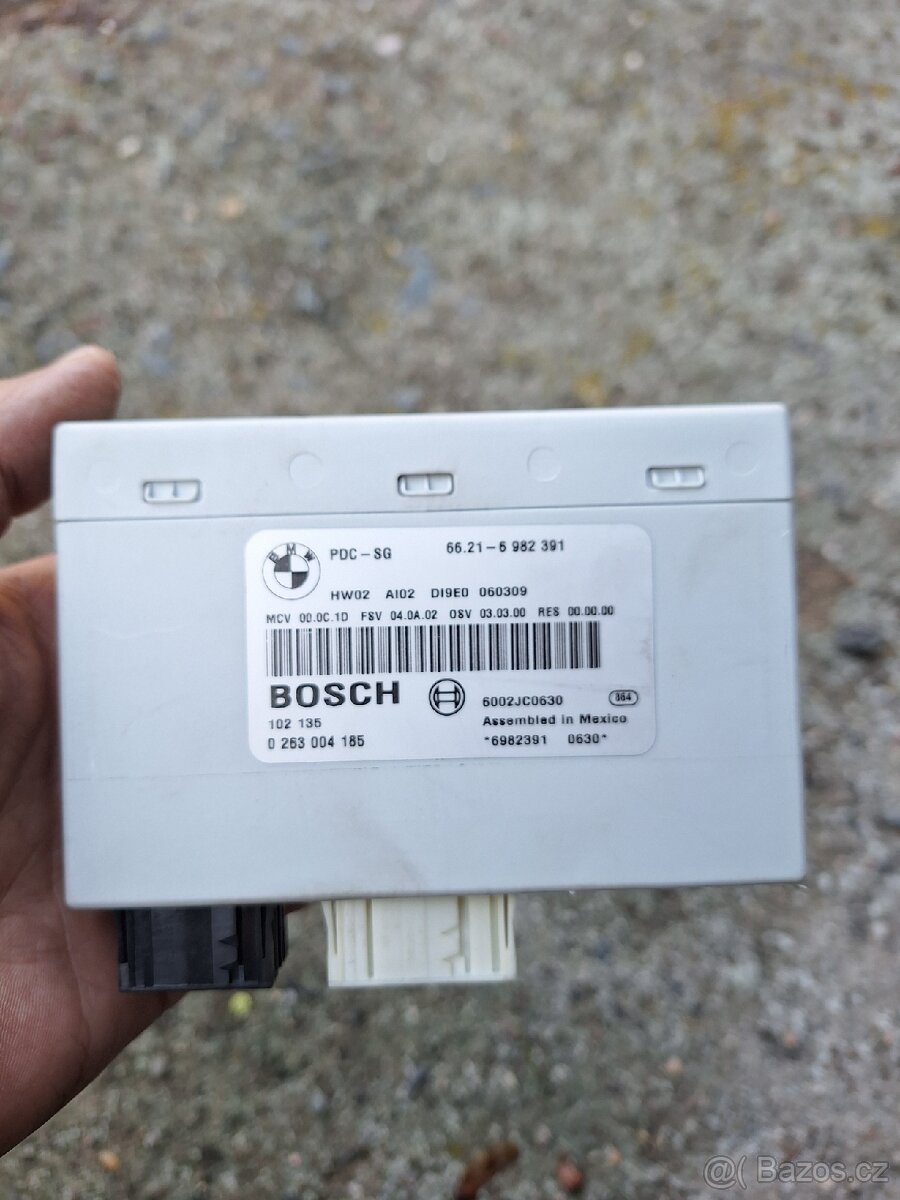 BMW
PDC-SG 66.21-6 982 391
HW02 AI02 DI9E0 060309
MCV 00.0C.1D FSV 04.0A.02 OSV 03.03.00 RES 00.00.00
BOSCH
6002JC0630 364
102 135 Assembled in Mexico
0 263 004 185 *6982391 0630*
@( Bazos.cz